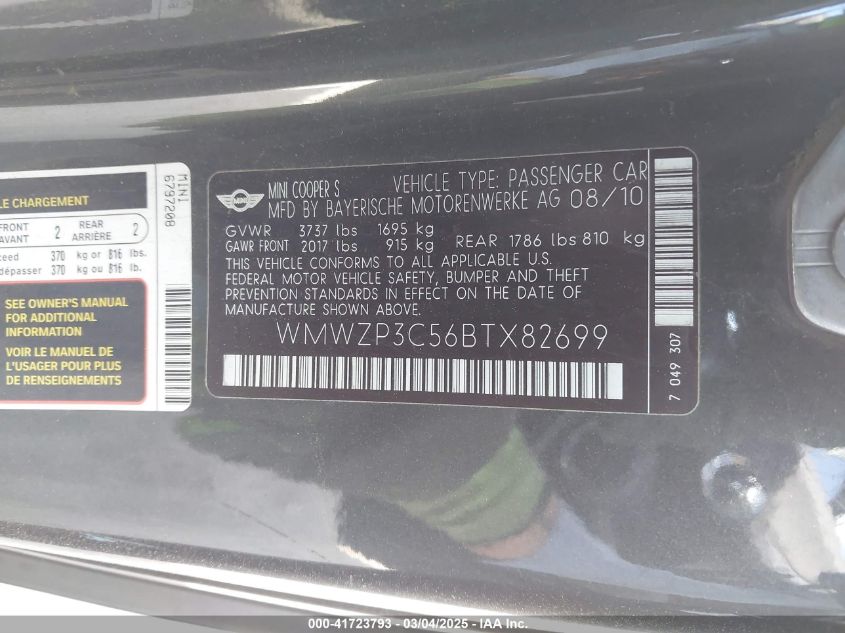 LE CHARGEMENT
FRONT
AVANT
2
REAR
ARRIÈRE
2
370 kg or 816 lbs.
dépasser 370 kg ou 816 lb.
SEE OWNER'S MANUAL
FOR ADDITIONAL
INFORMATION
VOIR LE MANUEL DE
L'USAGER POUR PLUS
DE RENSEIGNEMENTS
MINI
6797208
MINI
MINI COOPER S VEHICLE TYPE: PASSENGER CAR
MFD BY BAYERISCHE MOTORENWERKE AG 08/10
GVWR 3737 lbs 1695 kg
GAWR FRONT 2017 lbs 915 kg REAR 1786 lbs 810 kg
THIS VEHICLE CONFORMS TO ALL APPLICABLE U.S.
FEDERAL MOTOR VEHICLE SAFETY, BUMPER AND THEFT
PREVENTION STANDARDS IN EFFECT ON THE DATE OF
MANUFACTURE SHOWN ABOVE.
WMWZP3C56BTX82699
7 049 307
000-41723793 - 03/04/2025 - IAA Inc.